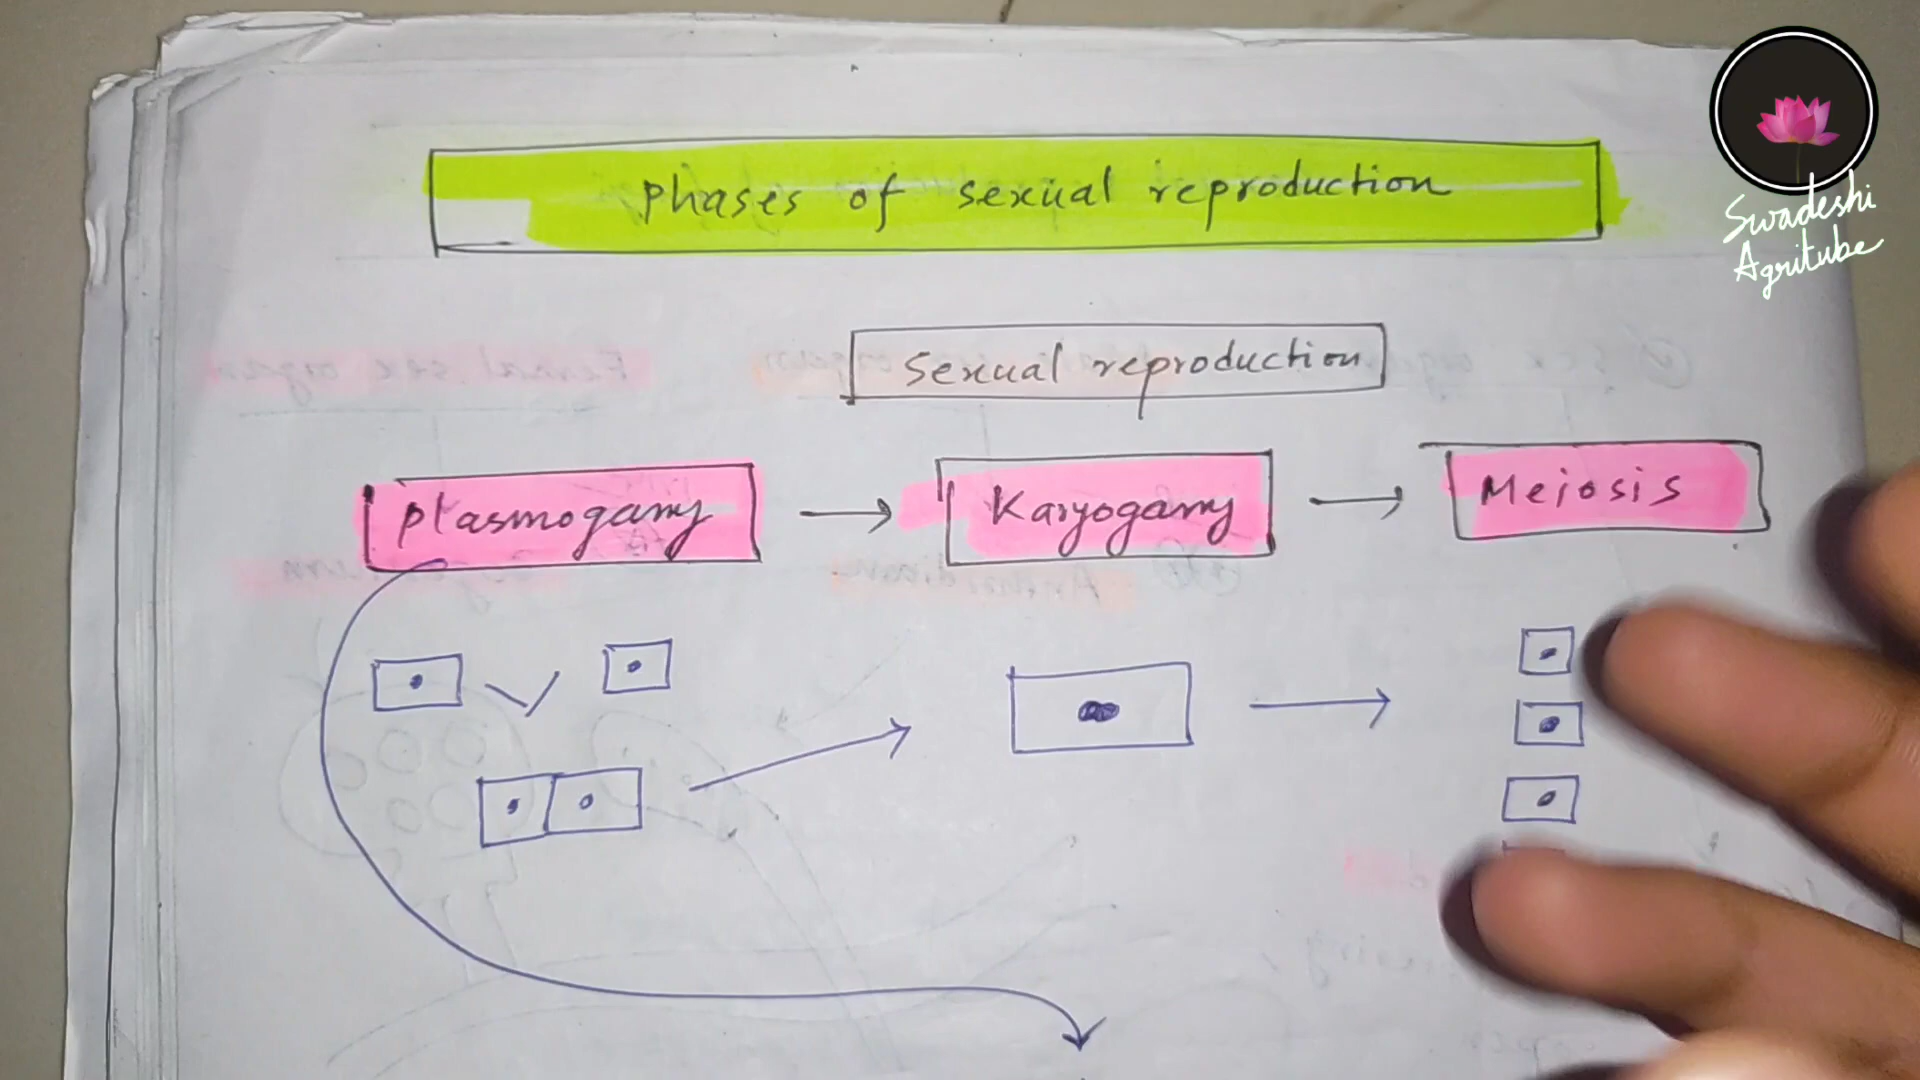 Phases of sexual reproduction
Swadeshi
Agritube
Sexual reproduction
Plasmogamy → Karyogamy → Meiosis